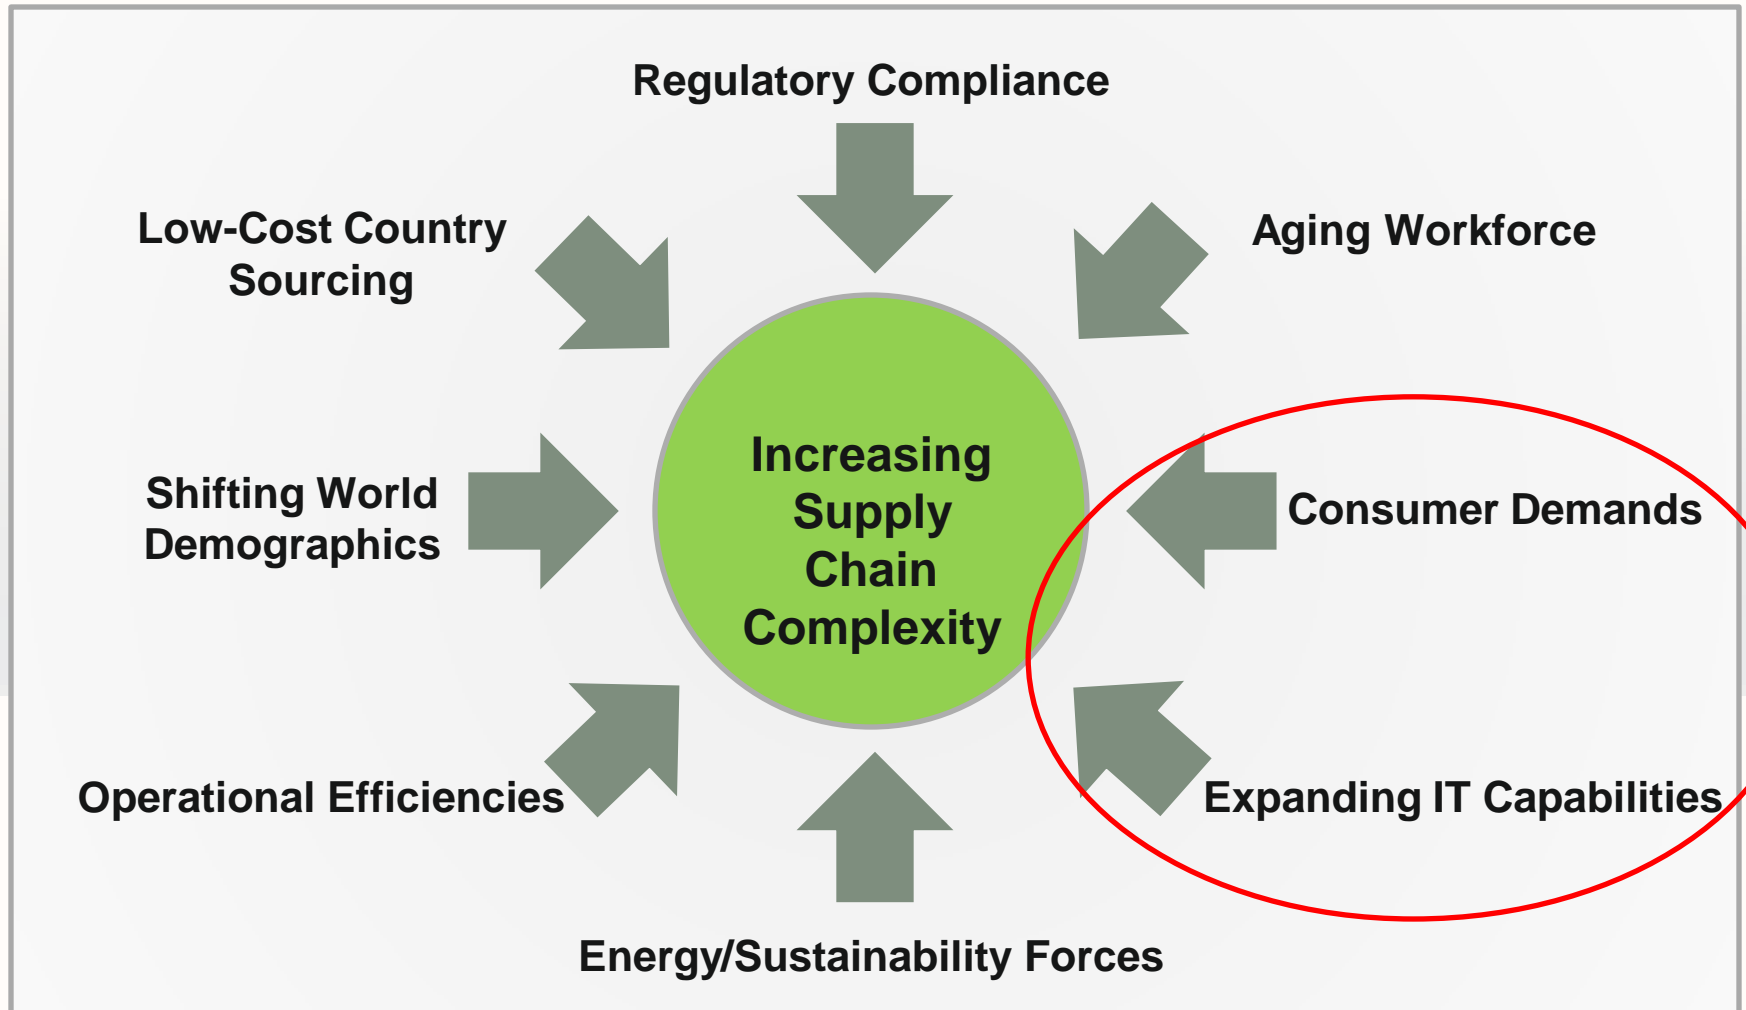 Regulatory Compliance
Low-Cost Country
Sourcing
Aging Workforce
Increasing
Supply
Chain
Complexity
Shifting World
Demographics
Consumer Demands
Operational Efficiencies
Expanding IT Capabilities
Energy/Sustainability Forces